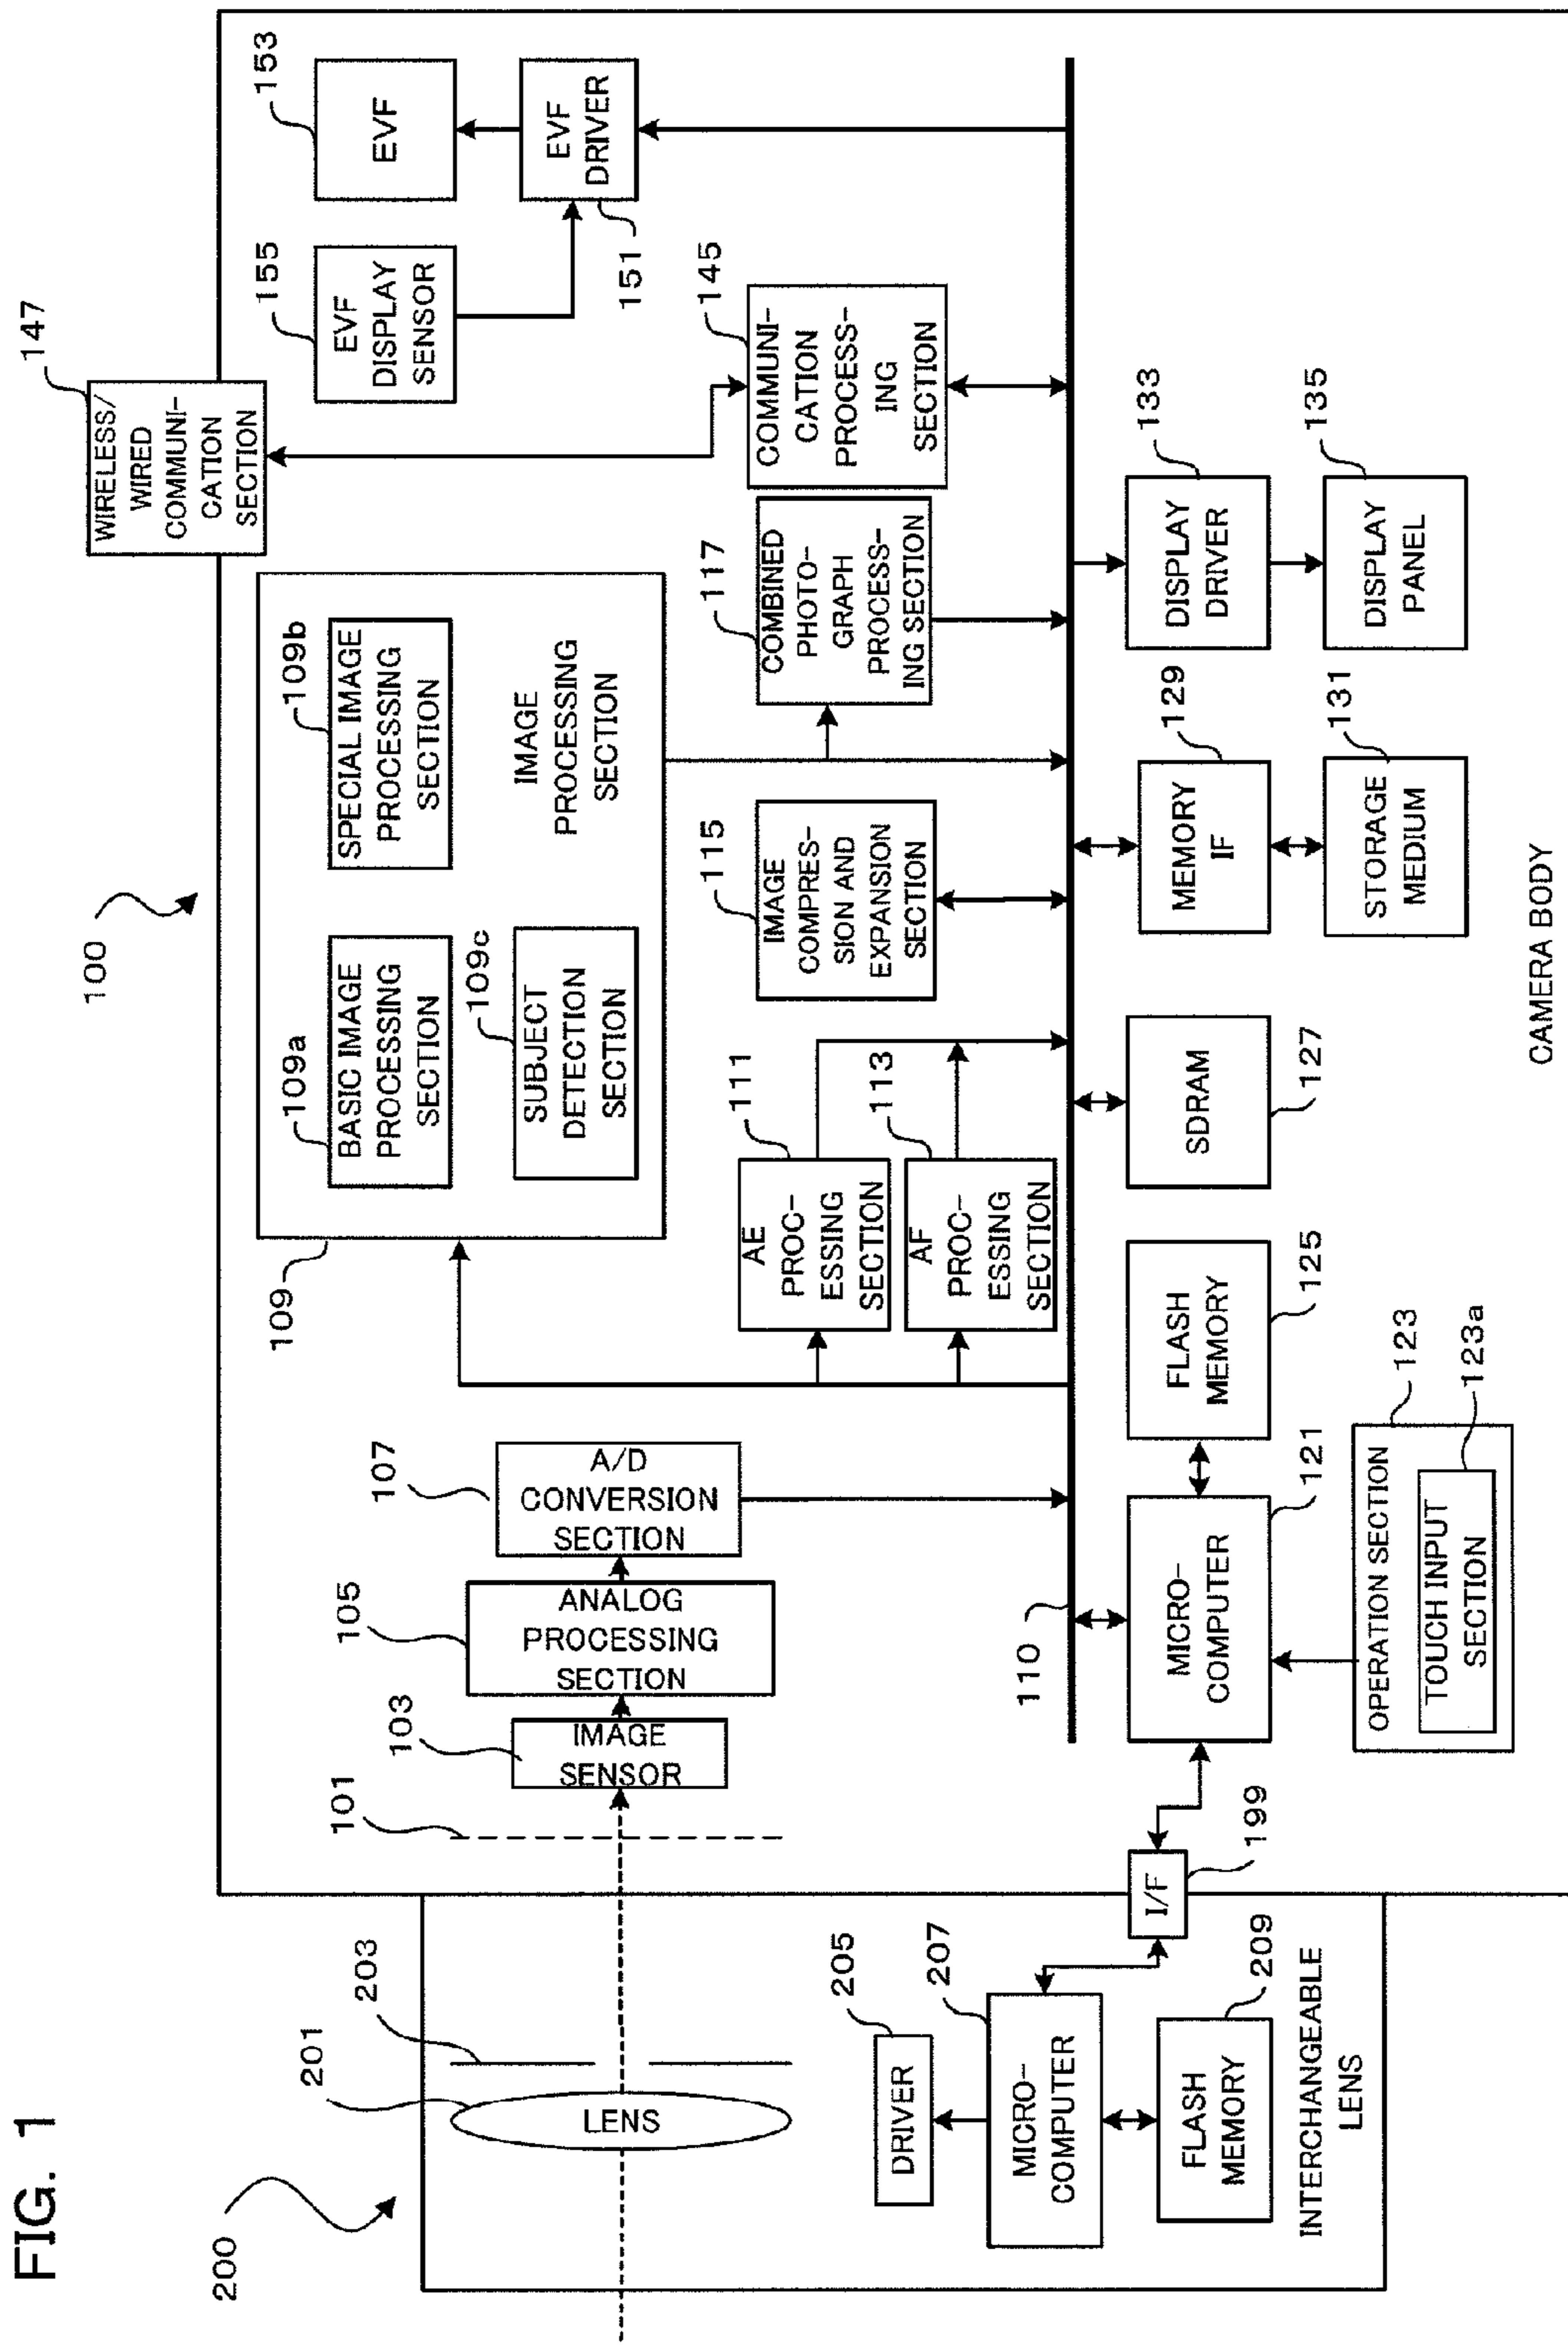 FIG. 1
200
201
203
LENS
205
DRIVER
207
MICRO-
COMPUTER
209
FLASH
MEMORY
INTERCHANGEABLE
LENS
I/F
199
100
101
103
IMAGE
SENSOR
105
ANALOG
PROCESSING
SECTION
107
A/D
CONVERSION
SECTION
109
109a
BASIC IMAGE
PROCESSING
SECTION
109b
SPECIAL IMAGE
PROCESSING
SECTION
109c
SUBJECT
DETECTION
SECTION
IMAGE
PROCESSING
SECTION
147
WIRELESS/
WIRED
COMMUNI-
CATION
SECTION
155
EVF
DISPLAY
SENSOR
153
EVF
EVF
DRIVER
151
111
AE
PROC-
ESSING
SECTION
113
AF
PROC-
ESSING
SECTION
115
IMAGE
COMPRES-
SION AND
EXPANSION
SECTION
117
COMBINED
PHOTO-
GRAPH
PROCESS-
ING SECTION
145
COMMUNI-
CATION
PROCESS-
ING
SECTION
110
MICRO-
COMPUTER
121
FLASH
MEMORY
125
SDRAM
127
129
MEMORY
IF
131
STORAGE
MEDIUM
133
DISPLAY
DRIVER
135
DISPLAY
PANEL
OPERATION SECTION
123
TOUCH INPUT
SECTION
123a
CAMERA BODY